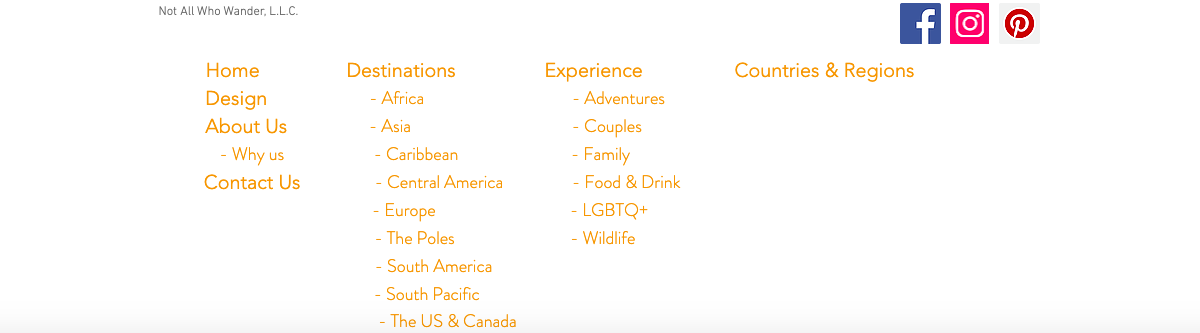 Not All Who Wander, L.L.C.
Home
Design
About Us
- Why us
Contact Us
Destinations
- Africa
- Asia
- Caribbean
- Central America
- Europe
- The Poles
- South America
- South Pacific
- The US & Canada
Experience
- Adventures
- Couples
- Family
- Food & Drink
- LGBTQ+
- Wildlife
Countries & Regions